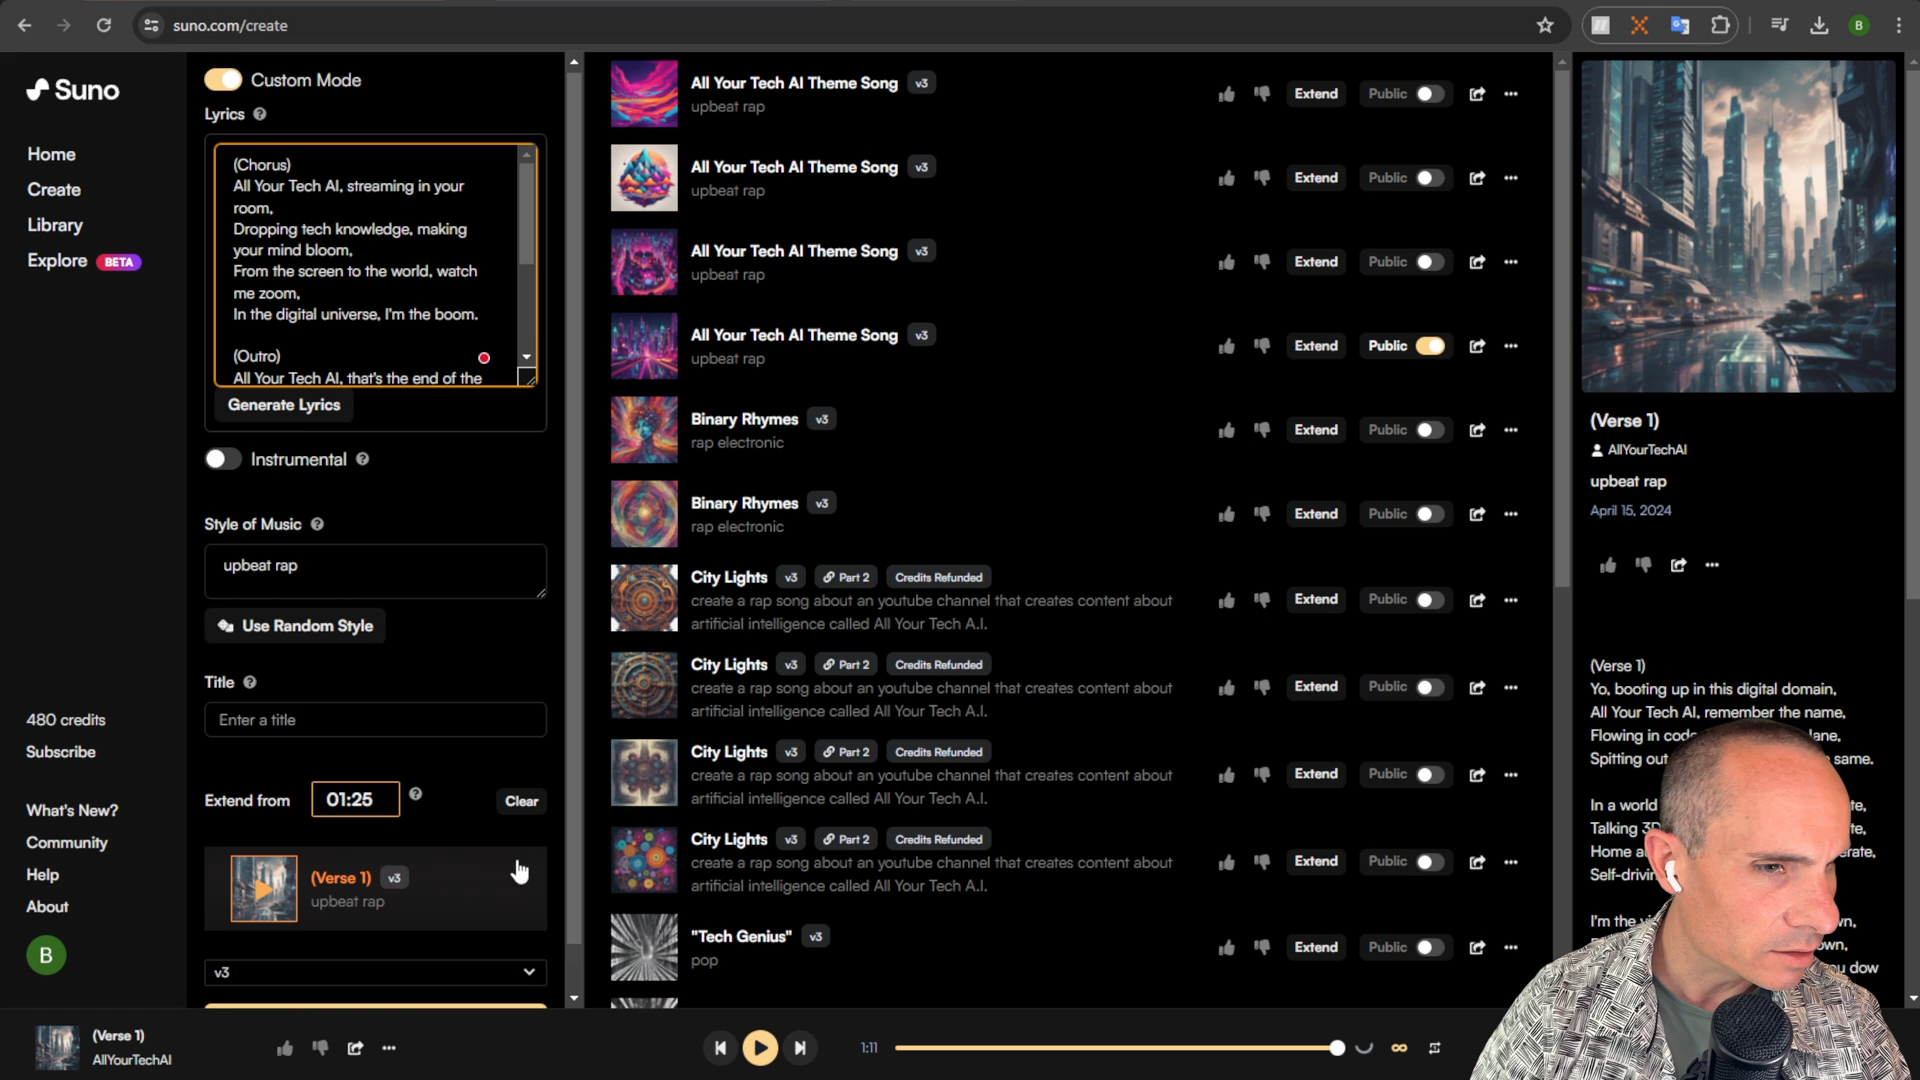 suno.com/create
B
Suno
Home
Create
Library
Explore BETA
480 credits
Subscribe
What's New?
Community
Help
About
B
Custom Mode
Lyrics
(Chorus)
All Your Tech AI, streaming in your
room,
Dropping tech knowledge, making
your mind bloom,
From the screen to the world, watch
me zoom,
In the digital universe, I'm the boom.
(Outro)
All Your Tech AI, that's the end of the
Generate Lyrics
Instrumental
Style of Music
upbeat rap
Use Random Style
Title
Enter a title
Extend from 01:25 Clear
(Verse 1) v3
upbeat rap
v3
All Your Tech AI Theme Song v3
upbeat rap
Extend Public
All Your Tech AI Theme Song v3
upbeat rap
Extend Public
All Your Tech AI Theme Song v3
upbeat rap
Extend Public
All Your Tech AI Theme Song v3
upbeat rap
Extend Public
Binary Rhymes v3
rap electronic
Extend Public
Binary Rhymes v3
rap electronic
Extend Public
City Lights v3 Part 2 Credits Refunded
create a rap song about an youtube channel that creates content about
artificial intelligence called All Your Tech A.I.
Extend Public
City Lights v3 Part 2 Credits Refunded
create a rap song about an youtube channel that creates content about
artificial intelligence called All Your Tech A.I.
Extend Public
City Lights v3 Part 2 Credits Refunded
create a rap song about an youtube channel that creates content about
artificial intelligence called All Your Tech A.I.
Extend Public
City Lights v3 Part 2 Credits Refunded
create a rap song about an youtube channel that creates content about
artificial intelligence called All Your Tech A.I.
Extend Public
"Tech Genius" v3
pop
Extend Public
(Verse 1)
AllYourTechAI
upbeat rap
April 15, 2024
(Verse 1)
Yo, booting up in this digital domain,
All Your Tech AI, remember the name,
Flowing in code
Spitting out same.
In a world
Talking 3D
Home
Self-drivin
I'm the
(Verse 1)
AllYourTechAI
1:11